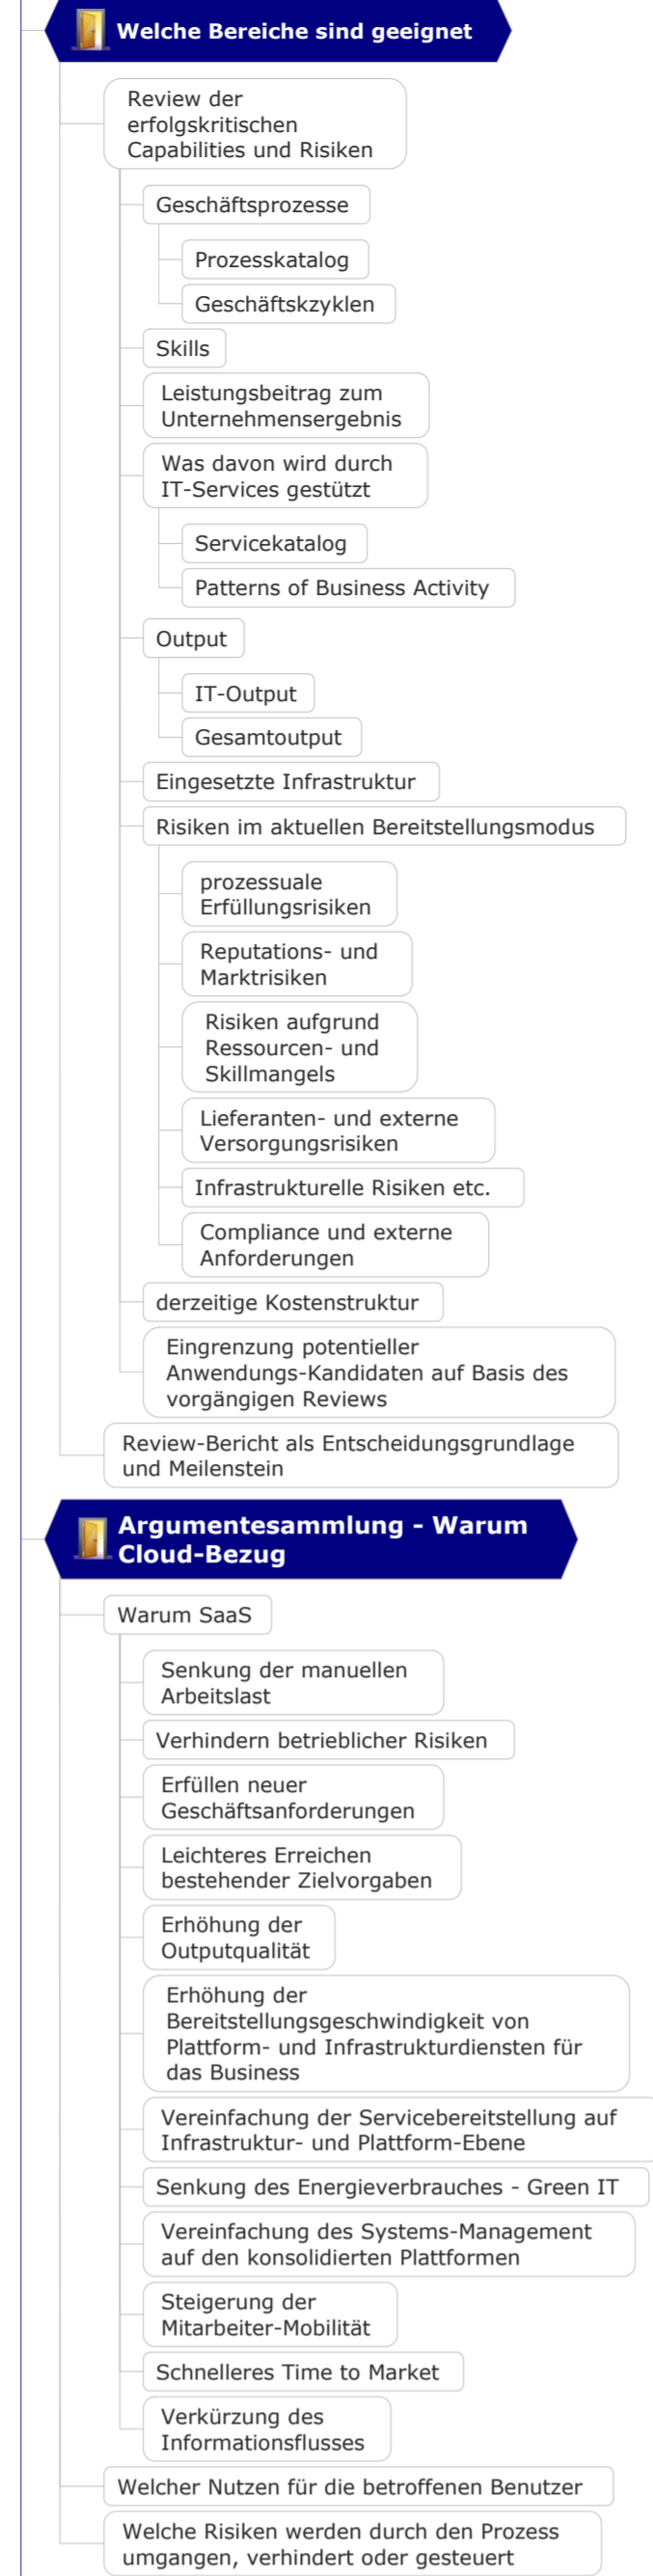 Welche Bereiche sind geeignet
Review der
erfolgskritischen
Capabilities und Risiken
Geschäftsprozesse
Prozesskatalog
Geschäftskzyklen
Skills
Leistungsbeitrag zum
Unternehmensergebnis
Was davon wird durch
IT-Services gestützt
Servicekatalog
Patterns of Business Activity
Output
IT-Output
Gesamtoutput
Eingesetzte Infrastruktur
Risiken im aktuellen Bereitstellungsmodus
prozessuale
Erfüllungsrisiken
Reputations- und
Marktrisiken
Risiken aufgrund
Ressourcen- und
Skillmangels
Lieferanten- und externe
Versorgungsrisiken
Infrastrukturelle Risiken etc.
Compliance und externe
Anforderungen
derzeitige Kostenstruktur
Eingrenzung potentieller
Anwendungs-Kandidaten auf Basis des
vorgängigen Reviews
Review-Bericht als Entscheidungsgrundlage
und Meilenstein
Argumentesammlung - Warum
Cloud-Bezug
Warum SaaS
Senkung der manuellen
Arbeitslast
Verhindern betrieblicher Risiken
Erfüllen neuer
Geschäftsanforderungen
Leichteres Erreichen
bestehender Zielvorgaben
Erhöhung der
Outputqualität
Erhöhung der
Bereitstellungsgeschwindigkeit von
Plattform- und Infrastrukturdiensten für
das Business
Vereinfachung der Servicebereitstellung auf
Infrastruktur- und Plattform-Ebene
Senkung des Energieverbrauches - Green IT
Vereinfachung des Systems-Management
auf den konsolidierten Plattformen
Steigerung der
Mitarbeiter-Mobilität
Schnelleres Time to Market
Verkürzung des
Informationsflusses
Welcher Nutzen für die betroffenen Benutzer
Welche Risiken werden durch den Prozess
umgangen, verhindert oder gesteuert